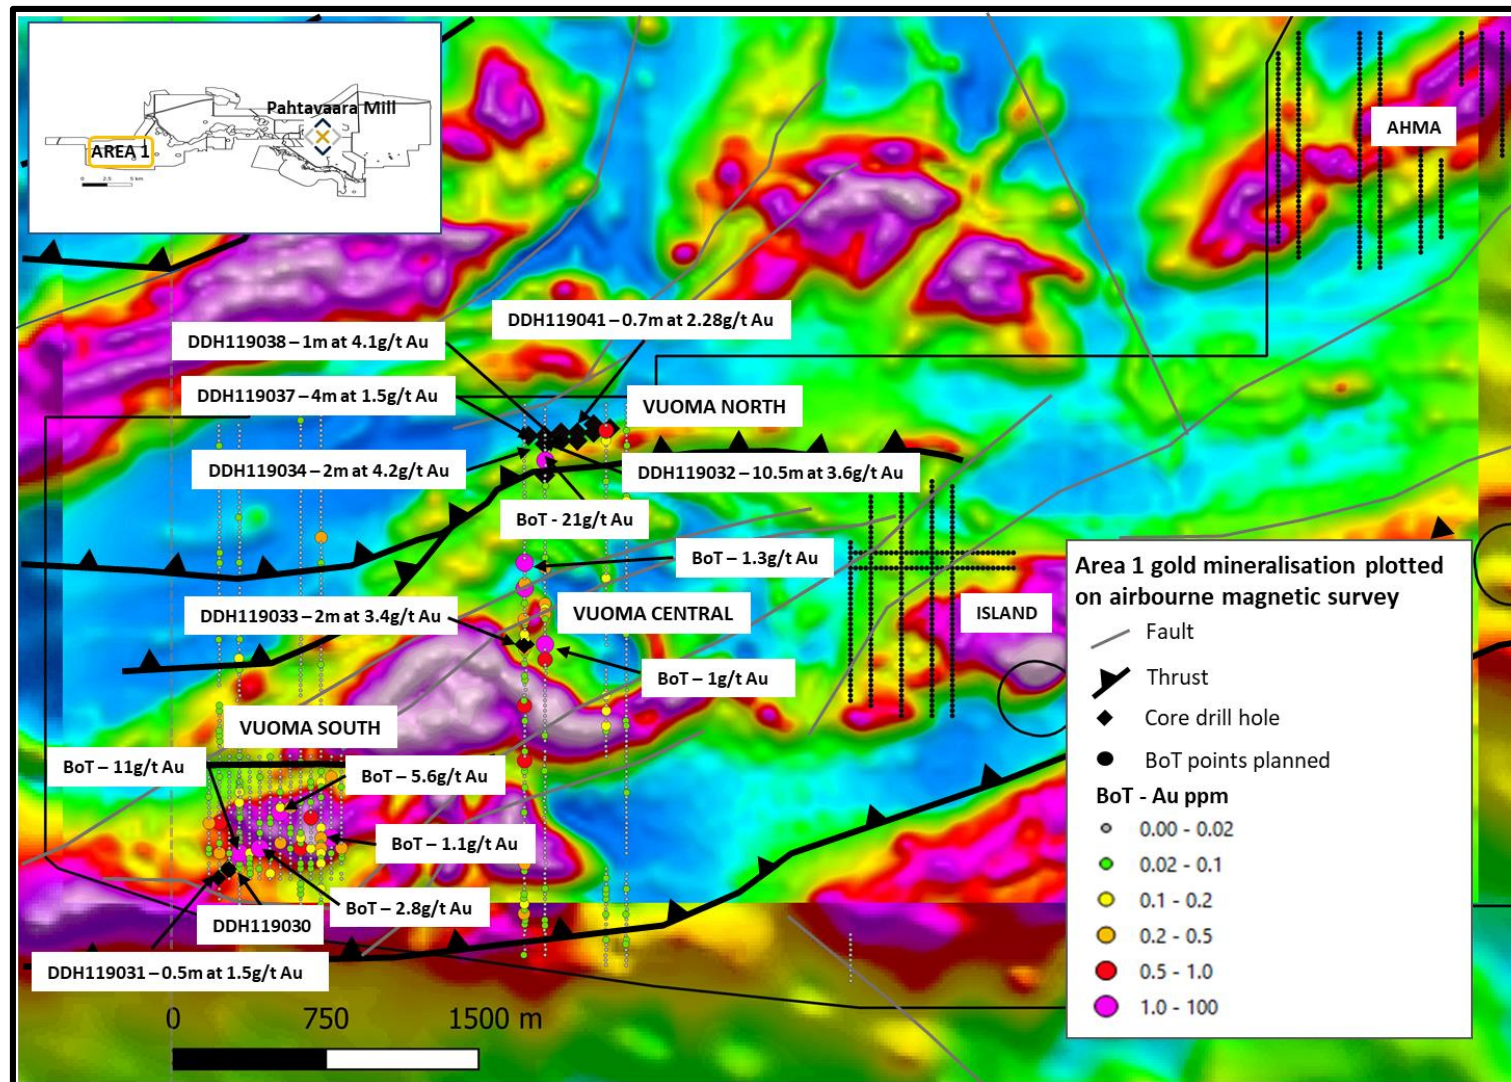 Pahtavaara Mill
AREA 1
0 2.5 5 km
AHMA
DDH119041 – 0.7m at 2.28g/t Au
DDH119038 – 1m at 4.1g/t Au
DDH119037 – 4m at 1.5g/t Au
VUOMA NORTH
DDH119034 – 2m at 4.2g/t Au
DDH119032 – 10.5m at 3.6g/t Au
BoT - 21g/t Au
BoT – 1.3g/t Au
DDH119033 – 2m at 3.4g/t Au
VUOMA CENTRAL
ISLAND
BoT – 1g/t Au
VUOMA SOUTH
BoT – 11g/t Au
BoT – 5.6g/t Au
BoT – 1.1g/t Au
BoT – 2.8g/t Au
DDH119030
DDH119031 – 0.5m at 1.5g/t Au
0 750 1500 m
Area 1 gold mineralisation plotted
on airbourne magnetic survey
Fault
Thrust
Core drill hole
BoT points planned
BoT - Au ppm
0.00 - 0.02
0.02 - 0.1
0.1 - 0.2
0.2 - 0.5
0.5 - 1.0
1.0 - 100